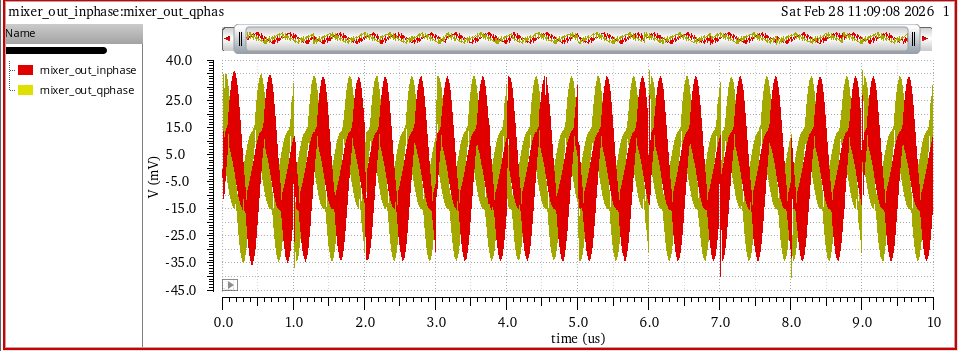 mixer_out_inphase:mixer_out_qphas
Sat Feb 28 11:09:08 2026 1
Name
mixer_out_inphase
mixer_out_qphase
40.0
25.0
15.0
5.0
-5.0
-15.0
-25.0
-35.0
-45.0
V (mV)
0.0 1.0 2.0 3.0 4.0 5.0 6.0 7.0 8.0 9.0 10
time (us)